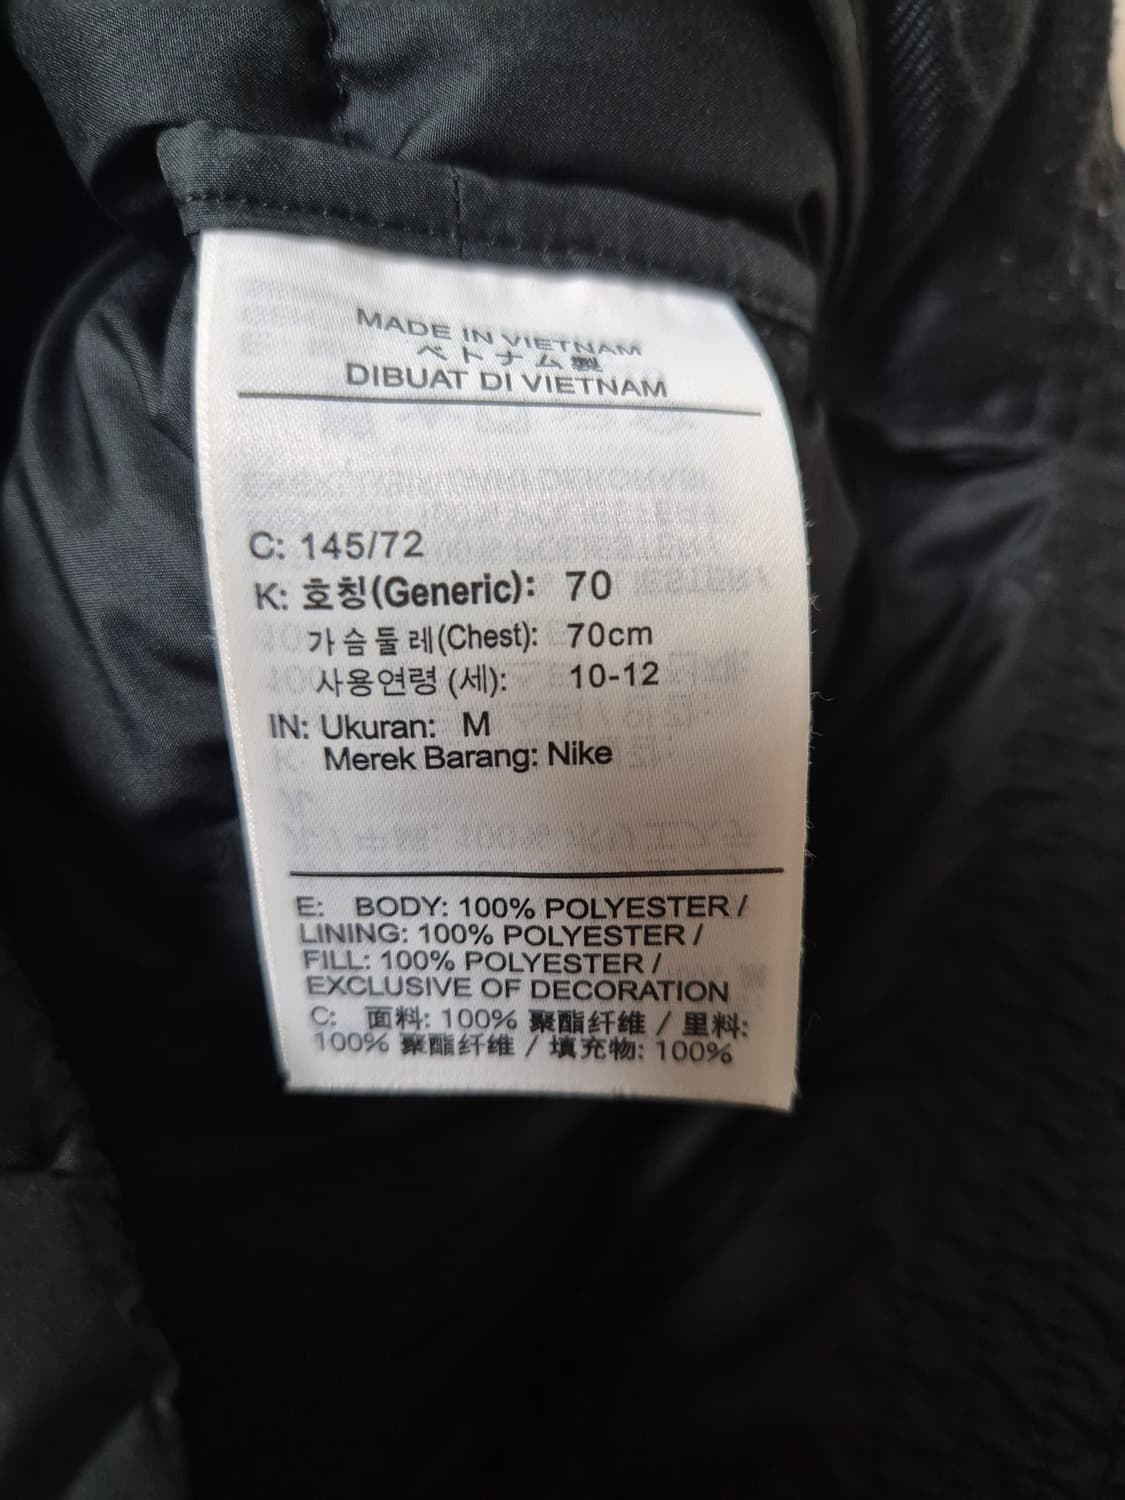 MADE IN VIETNAM
ベトナム製
DIBUAT DI VIETNAM
C: 145/72
K: 호칭(Generic): 70
가슴둘레(Chest): 70cm
사용연령 (세): 10-12
IN: Ukuran: M
Merek Barang: Nike
E: BODY: 100% POLYESTER /
LINING: 100% POLYESTER /
FILL: 100% POLYESTER /
EXCLUSIVE OF DECORATION
C: 面料: 100% 聚酯纤维 / 里料:
100% 聚酯纤维 / 填充物: 100%